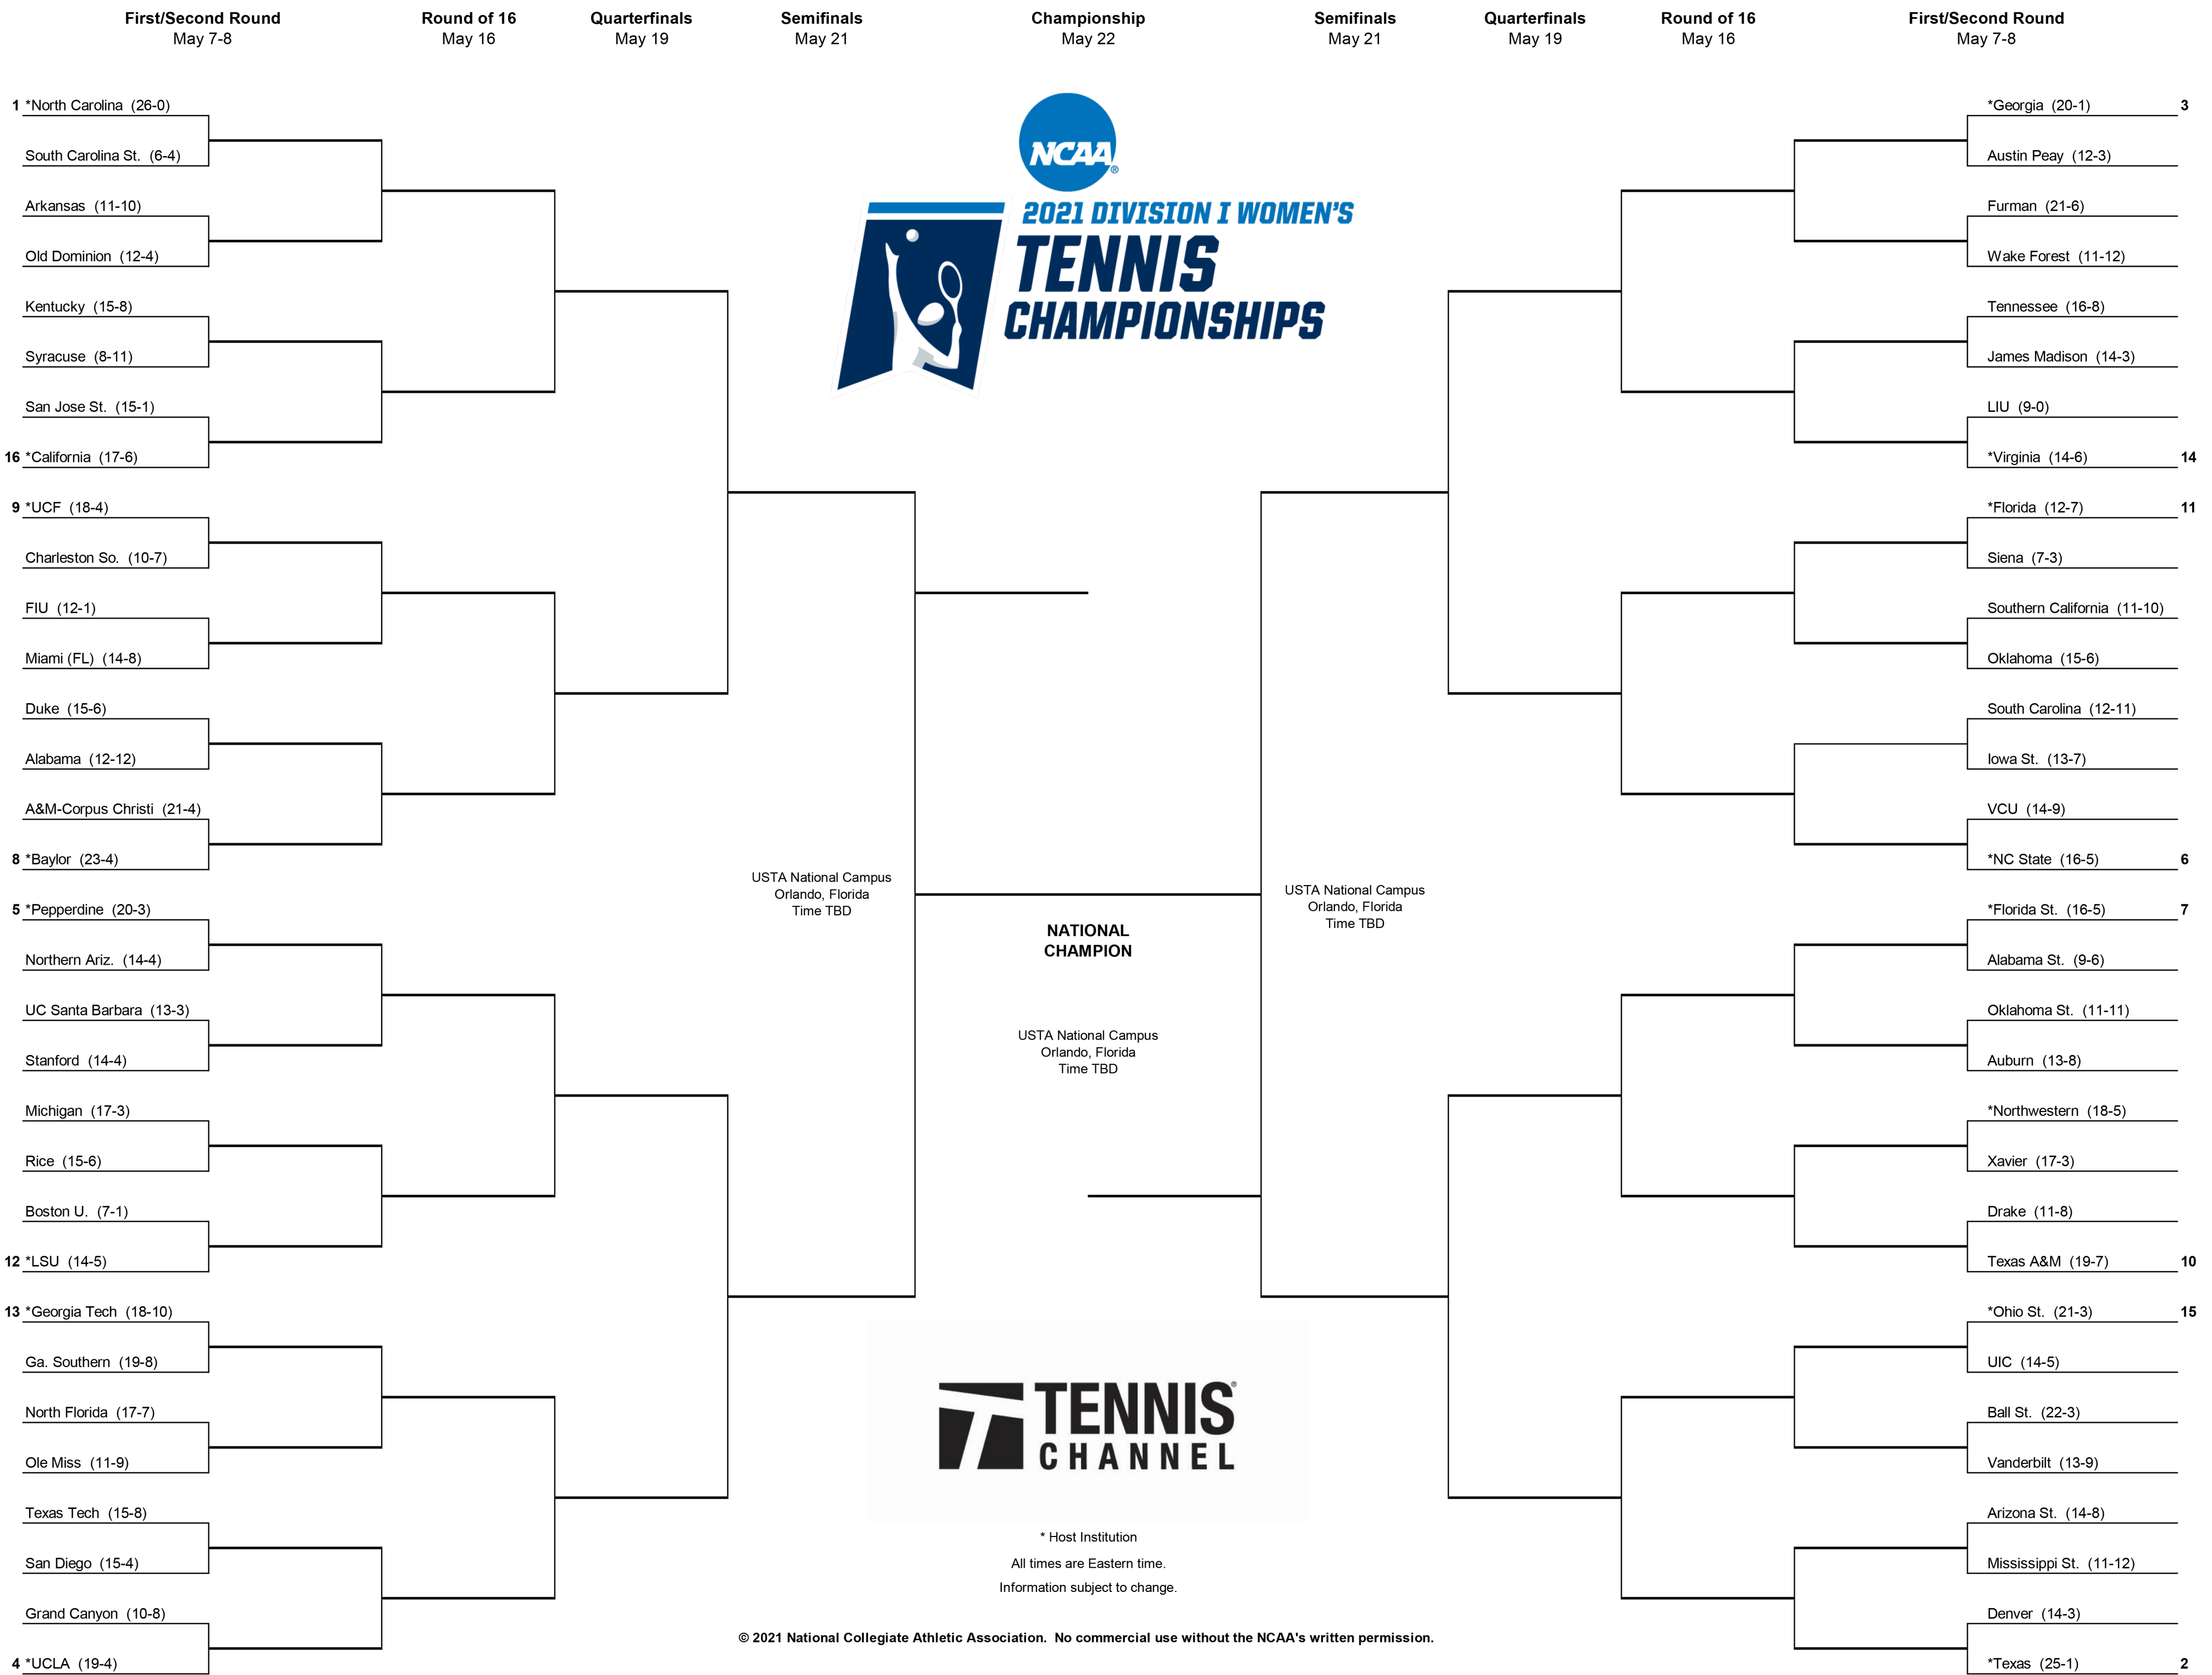 First/Second Round
May 7-8
Round of 16
May 16
Quarterfinals
May 19
Semifinals
May 21
Championship
May 22
Semifinals
May 21
Quarterfinals
May 19
Round of 16
May 16
First/Second Round
May 7-8
1 *North Carolina (26-0)
South Carolina St. (6-4)
Arkansas (11-10)
Old Dominion (12-4)
Kentucky (15-8)
Syracuse (8-11)
San Jose St. (15-1)
16 *California (17-6)
9 *UCF (18-4)
Charleston So. (10-7)
FIU (12-1)
Miami (FL) (14-8)
Duke (15-6)
Alabama (12-12)
A&M-Corpus Christi (21-4)
8 *Baylor (23-4)
5 *Pepperdine (20-3)
Northern Ariz. (14-4)
UC Santa Barbara (13-3)
Stanford (14-4)
Michigan (17-3)
Rice (15-6)
Boston U. (7-1)
12 *LSU (14-5)
13 *Georgia Tech (18-10)
Ga. Southern (19-8)
North Florida (17-7)
Ole Miss (11-9)
Texas Tech (15-8)
San Diego (15-4)
Grand Canyon (10-8)
4 *UCLA (19-4)
NCAA®
2021 DIVISION I WOMEN'S
TENNIS
CHAMPIONSHIPS
USTA National Campus
Orlando, Florida
Time TBD
NATIONAL
CHAMPION
USTA National Campus
Orlando, Florida
Time TBD
USTA National Campus
Orlando, Florida
Time TBD
TENNIS®
CHANNEL
* Host Institution
All times are Eastern time.
Information subject to change.
© 2021 National Collegiate Athletic Association. No commercial use without the NCAA's written permission.
*Georgia (20-1) 3
Austin Peay (12-3)
Furman (21-6)
Wake Forest (11-12)
Tennessee (16-8)
James Madison (14-3)
LIU (9-0)
*Virginia (14-6) 14
*Florida (12-7) 11
Siena (7-3)
Southern California (11-10)
Oklahoma (15-6)
South Carolina (12-11)
Iowa St. (13-7)
VCU (14-9)
*NC State (16-5) 6
*Florida St. (16-5) 7
Alabama St. (9-6)
Oklahoma St. (11-11)
Auburn (13-8)
*Northwestern (18-5)
Xavier (17-3)
Drake (11-8)
Texas A&M (19-7) 10
*Ohio St. (21-3) 15
UIC (14-5)
Ball St. (22-3)
Vanderbilt (13-9)
Arizona St. (14-8)
Mississippi St. (11-12)
Denver (14-3)
*Texas (25-1) 2